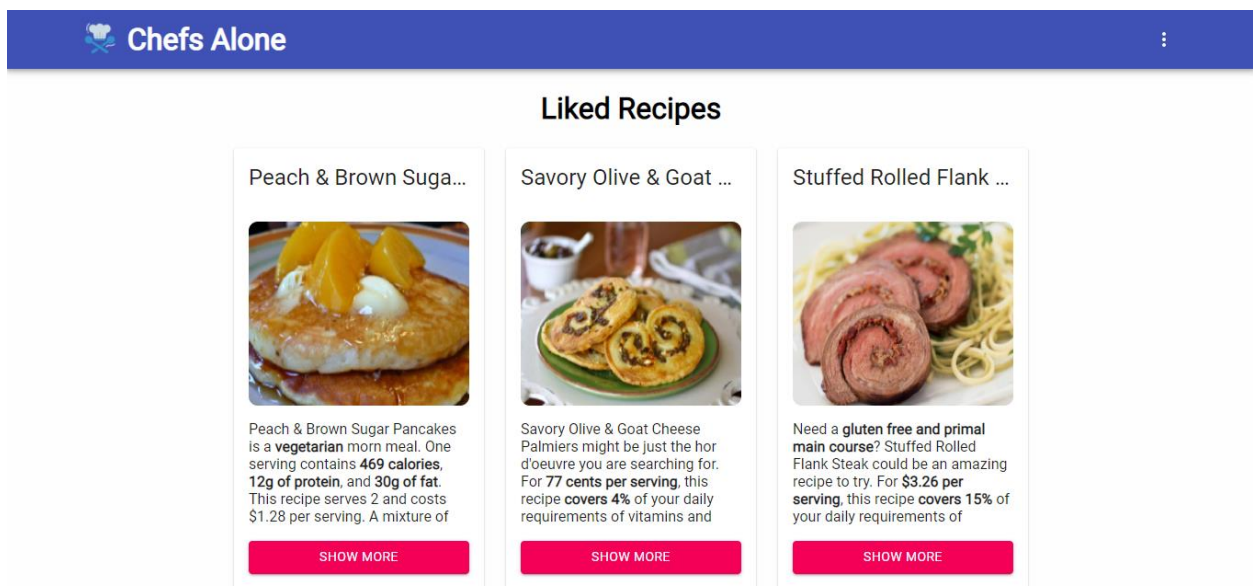 Chefs Alone
Liked Recipes
Peach & Brown Suga...
Peach & Brown Sugar Pancakes
is a vegetarian morn meal. One
serving contains 469 calories,
12g of protein, and 30g of fat.
This recipe serves 2 and costs
$1.28 per serving. A mixture of
SHOW MORE
Savory Olive & Goat ...
Savory Olive & Goat Cheese
Palmiers might be just the hor
d'oeuvre you are searching for.
For 77 cents per serving, this
recipe covers 4% of your daily
requirements of vitamins and
SHOW MORE
Stuffed Rolled Flank ...
Need a gluten free and primal
main course? Stuffed Rolled
Flank Steak could be an amazing
recipe to try. For $3.26 per
serving, this recipe covers 15% of
your daily requirements of
SHOW MORE